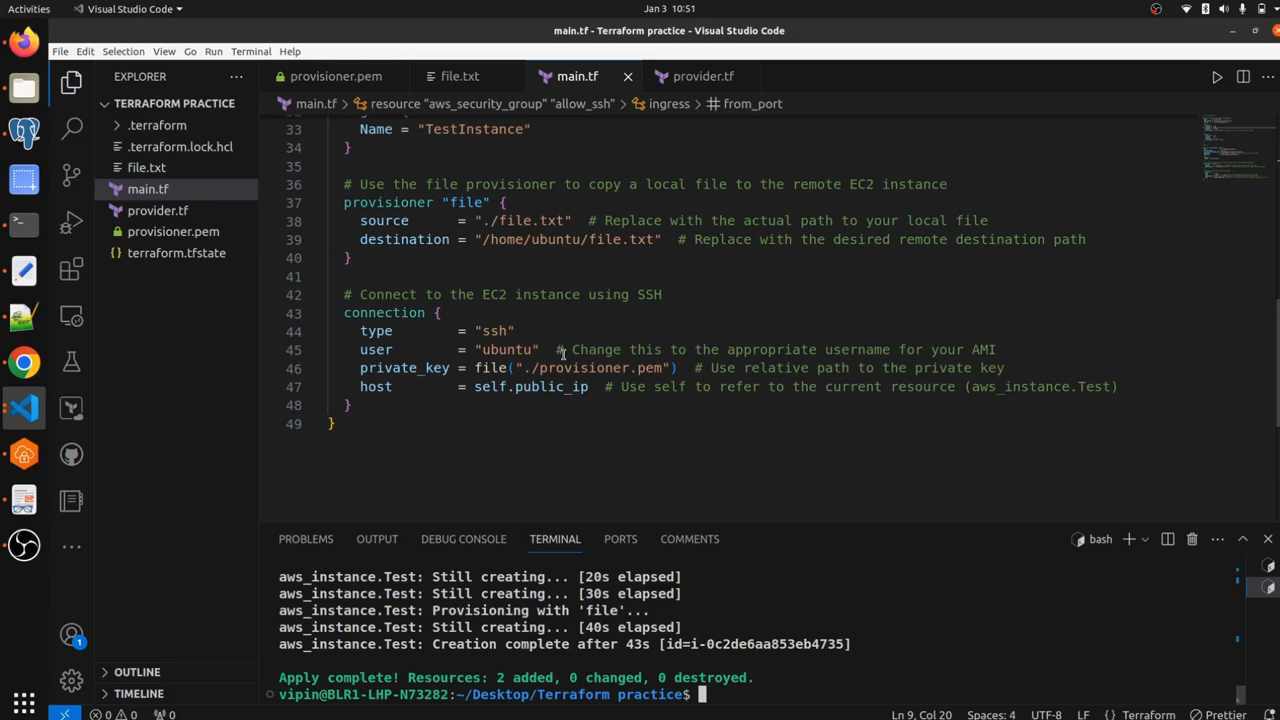 Activities
Visual Studio Code
Jan 3 10:51
main.tf - Terraform practice - Visual Studio Code
File Edit Selection View Go Run Terminal Help
EXPLORER
provisioner.pem
file.txt
main.tf
provider.tf
TERRAFORM PRACTICE
main.tf > resource "aws_security_group" "allow_ssh" > ingress > # from_port
.terraform
.terraform.lock.hcl
file.txt
main.tf
provider.tf
provisioner.pem
{} terraform.tfstate
33 Name = "TestInstance"
34 }
35
36 # Use the file provisioner to copy a local file to the remote EC2 instance
37 provisioner "file" {
38 source = "./file.txt" # Replace with the actual path to your local file
39 destination = "/home/ubuntu/file.txt" # Replace with the desired remote destination path
40 }
41
42 # Connect to the EC2 instance using SSH
43 connection {
44 type = "ssh"
45 user = "ubuntu" # Change this to the appropriate username for your AMI
46 private_key = file("./provisioner.pem") # Use relative path to the private key
47 host = self.public_ip # Use self to refer to the current resource (aws_instance.Test)
48 }
49 }
PROBLEMS OUTPUT DEBUG CONSOLE TERMINAL PORTS COMMENTS
bash
aws_instance.Test: Still creating... [20s elapsed]
aws_instance.Test: Still creating... [30s elapsed]
aws_instance.Test: Provisioning with 'file'...
aws_instance.Test: Still creating... [40s elapsed]
aws_instance.Test: Creation complete after 43s [id=i-0c2de6aa853eb4735]
Apply complete! Resources: 2 added, 0 changed, 0 destroyed.
vipin@BLR1-LHP-N73282:~/Desktop/Terraform practice$
1
OUTLINE
TIMELINE
0 0 0
Ln 9, Col 20 Spaces: 4 UTF-8 LF Terraform Prettier